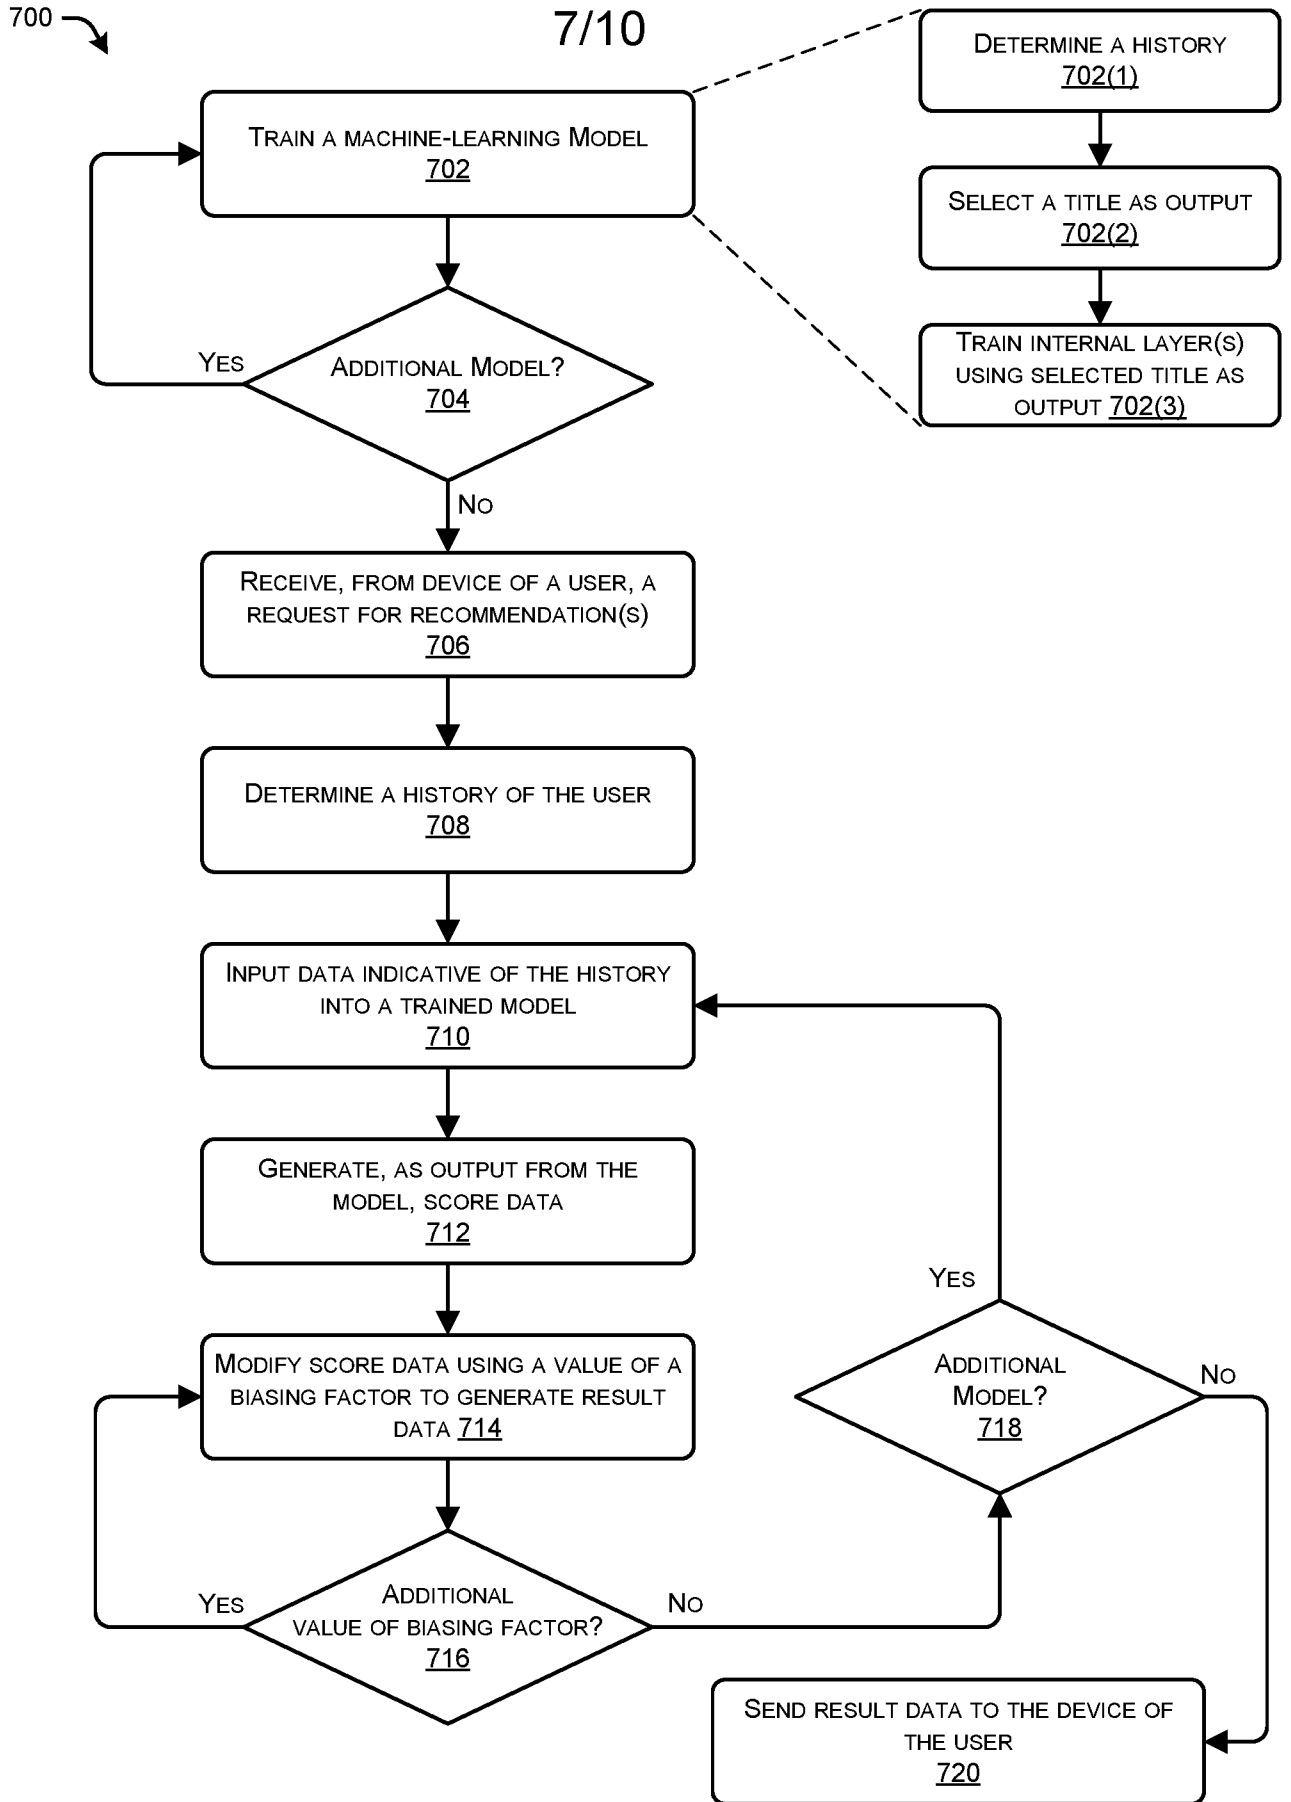 700
7/10
TRAIN A MACHINE-LEARNING MODEL
702
DETERMINE A HISTORY
702(1)
SELECT A TITLE AS OUTPUT
702(2)
TRAIN INTERNAL LAYER(S)
USING SELECTED TITLE AS
OUTPUT 702(3)
YES
ADDITIONAL MODEL?
704
NO
RECEIVE, FROM DEVICE OF A USER, A
REQUEST FOR RECOMMENDATION(S)
706
DETERMINE A HISTORY OF THE USER
708
INPUT DATA INDICATIVE OF THE HISTORY
INTO A TRAINED MODEL
710
GENERATE, AS OUTPUT FROM THE
MODEL, SCORE DATA
712
MODIFY SCORE DATA USING A VALUE OF A
BIASING FACTOR TO GENERATE RESULT
DATA 714
YES
ADDITIONAL
VALUE OF BIASING FACTOR?
716
NO
YES
ADDITIONAL
MODEL?
718
NO
SEND RESULT DATA TO THE DEVICE OF
THE USER
720